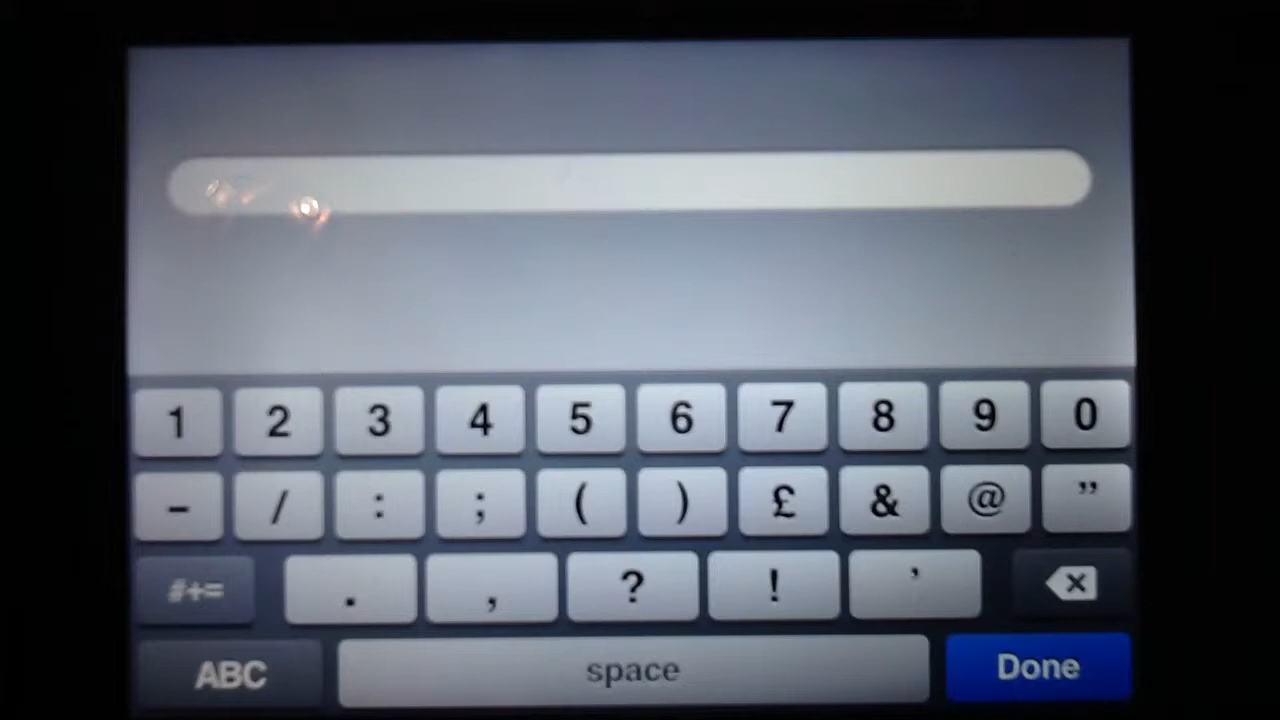 1 2 3 4 5 6 7 8 9 0
- / : ; ( ) £ & @ ”
#+= . , ? ! ’
ABC space Done